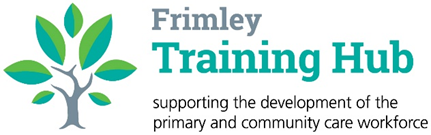 Frimley
Training Hub
supporting the development of the
primary and community care workforce